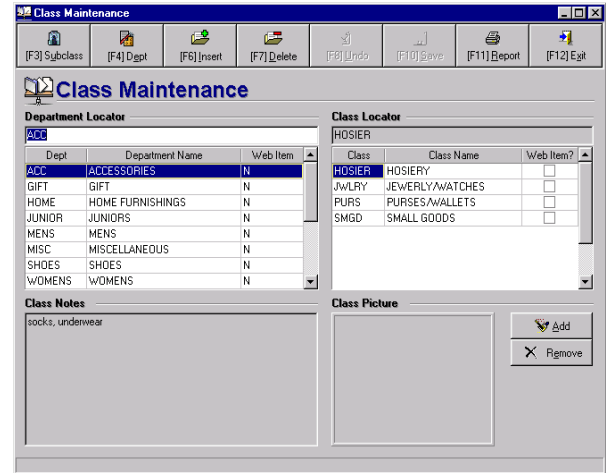 Class Maintenance
[F3] Subclass [F4] Dept [F6] Insert [F7] Delete [F8] Undo [F10] Save [F11] Report [F12] Exit
Class Maintenance
Department Locator
ACC
Dept Department Name Web Item
ACC ACCESSORIES N
GIFT GIFT N
HOME HOME FURNISHINGS N
JUNIOR JUNIORS N
MENS MENS N
MISC MISCELLANEOUS N
SHOES SHOES N
WOMENS WOMENS N
Class Locator
HOSIER
Class Class Name Web Item?
HOSIER HOSIERY
JWLRY JEWERLY/WATCHES
PURS PURSES/WALLETS
SMGD SMALL GOODS
Class Notes
socks, underwear
Class Picture
Add
Remove